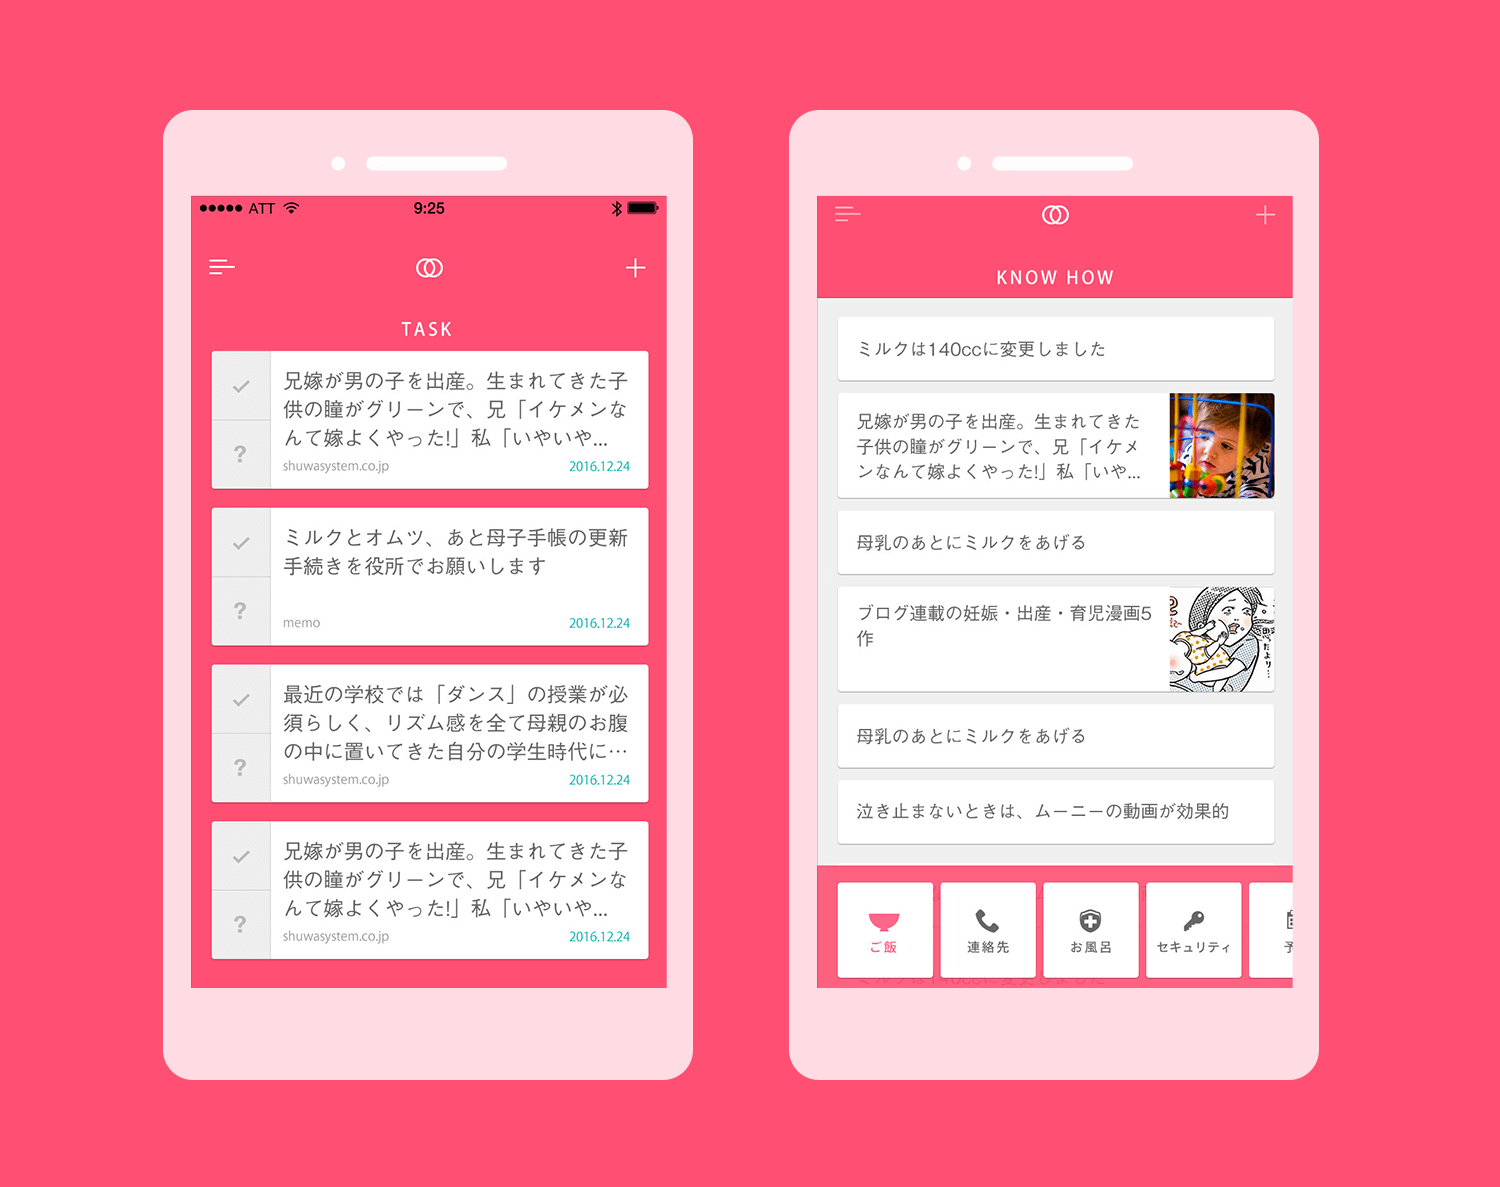 ATT
9:25
TASK
兄嫁が男の子を出産。生まれてきた子
供の瞳がグリーンで、兄「イケメンな
んて嫁よくやった!」私「いやいや...
shuwasystem.co.jp
2016.12.24
?
ミルクとオムツ、あと母子手帳の更新
手続きを役所でお願いします
memo
2016.12.24
?
最近の学校では「ダンス」の授業が必
須らしく、リズム感を全て母親のお腹
の中に置いてきた自分の学生時代に…
shuwasystem.co.jp
2016.12.24
?
兄嫁が男の子を出産。生まれてきた子
供の瞳がグリーンで、兄「イケメンな
んて嫁よくやった!」私「いやいや...
shuwasystem.co.jp
2016.12.24
?
KNOW HOW
ミルクは140ccに変更しました
兄嫁が男の子を出産。生まれてきた
子供の瞳がグリーンで、兄「イケメ
ンなんて嫁よくやった!」私「いや...
母乳のあとにミルクをあげる
ブログ連載の妊娠・出産・育児漫画5
作
母乳のあとにミルクをあげる
泣き止まないときは、ムーニーの動画が効果的
ご飯
連絡先
お風呂
セキュリティ
予
ミルクは140ccに変更しました